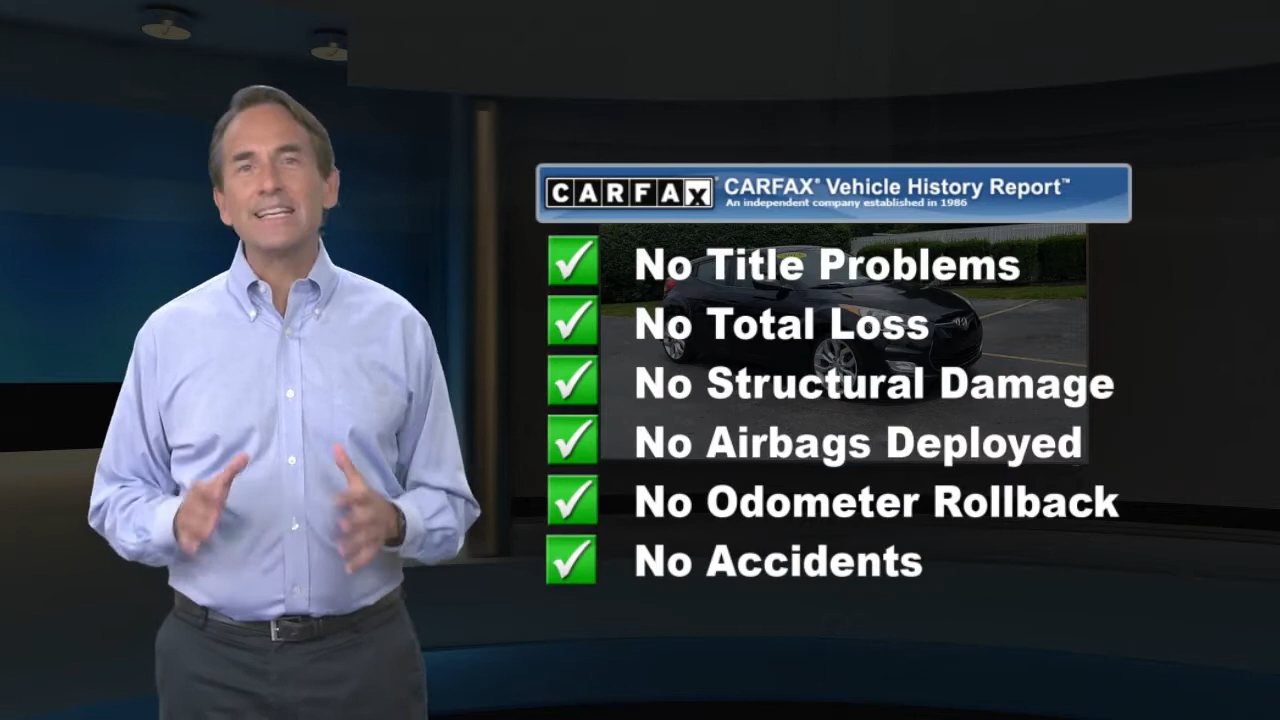 CARFAX® CARFAX® Vehicle History Report™
An independent company established in 1986
No Title Problems
No Total Loss
No Structural Damage
No Airbags Deployed
No Odometer Rollback
No Accidents